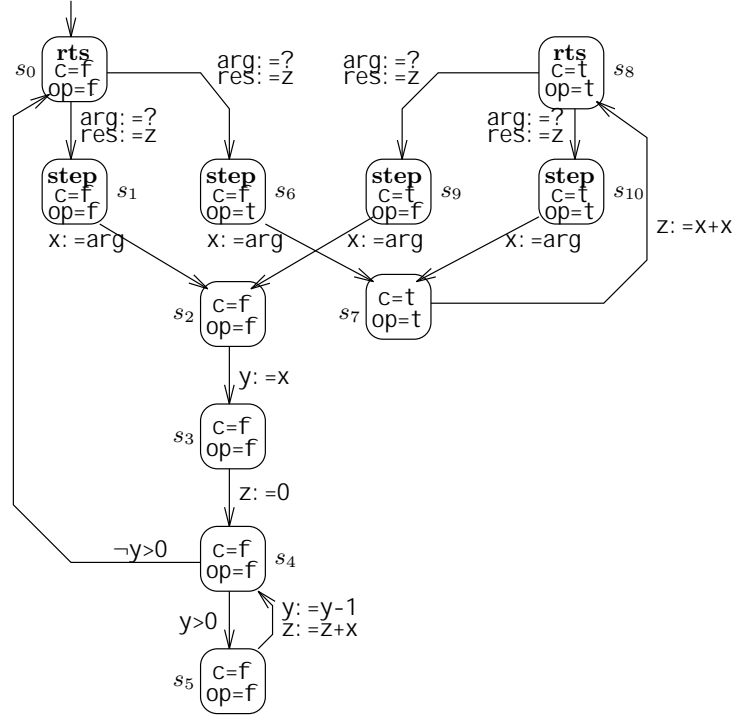 rts
c=f
op=f
s0
arg:=?
res:=z
arg:=?
res:=z
rts
c=t
op=t
s8
arg:=?
res:=z
arg:=?
res:=z
step
c=f
op=f
s1
step
c=f
op=t
s6
step
c=t
op=f
s9
step
c=t
op=t
s10
x:=arg
x:=arg
x:=arg
x:=arg
z:=x+x
c=f
op=f
s2
c=t
op=t
s7
y:=x
c=f
op=f
s3
z:=0
¬y>0
c=f
op=f
s4
y>0
y:=y-1
z:=z+x
c=f
op=f
s5